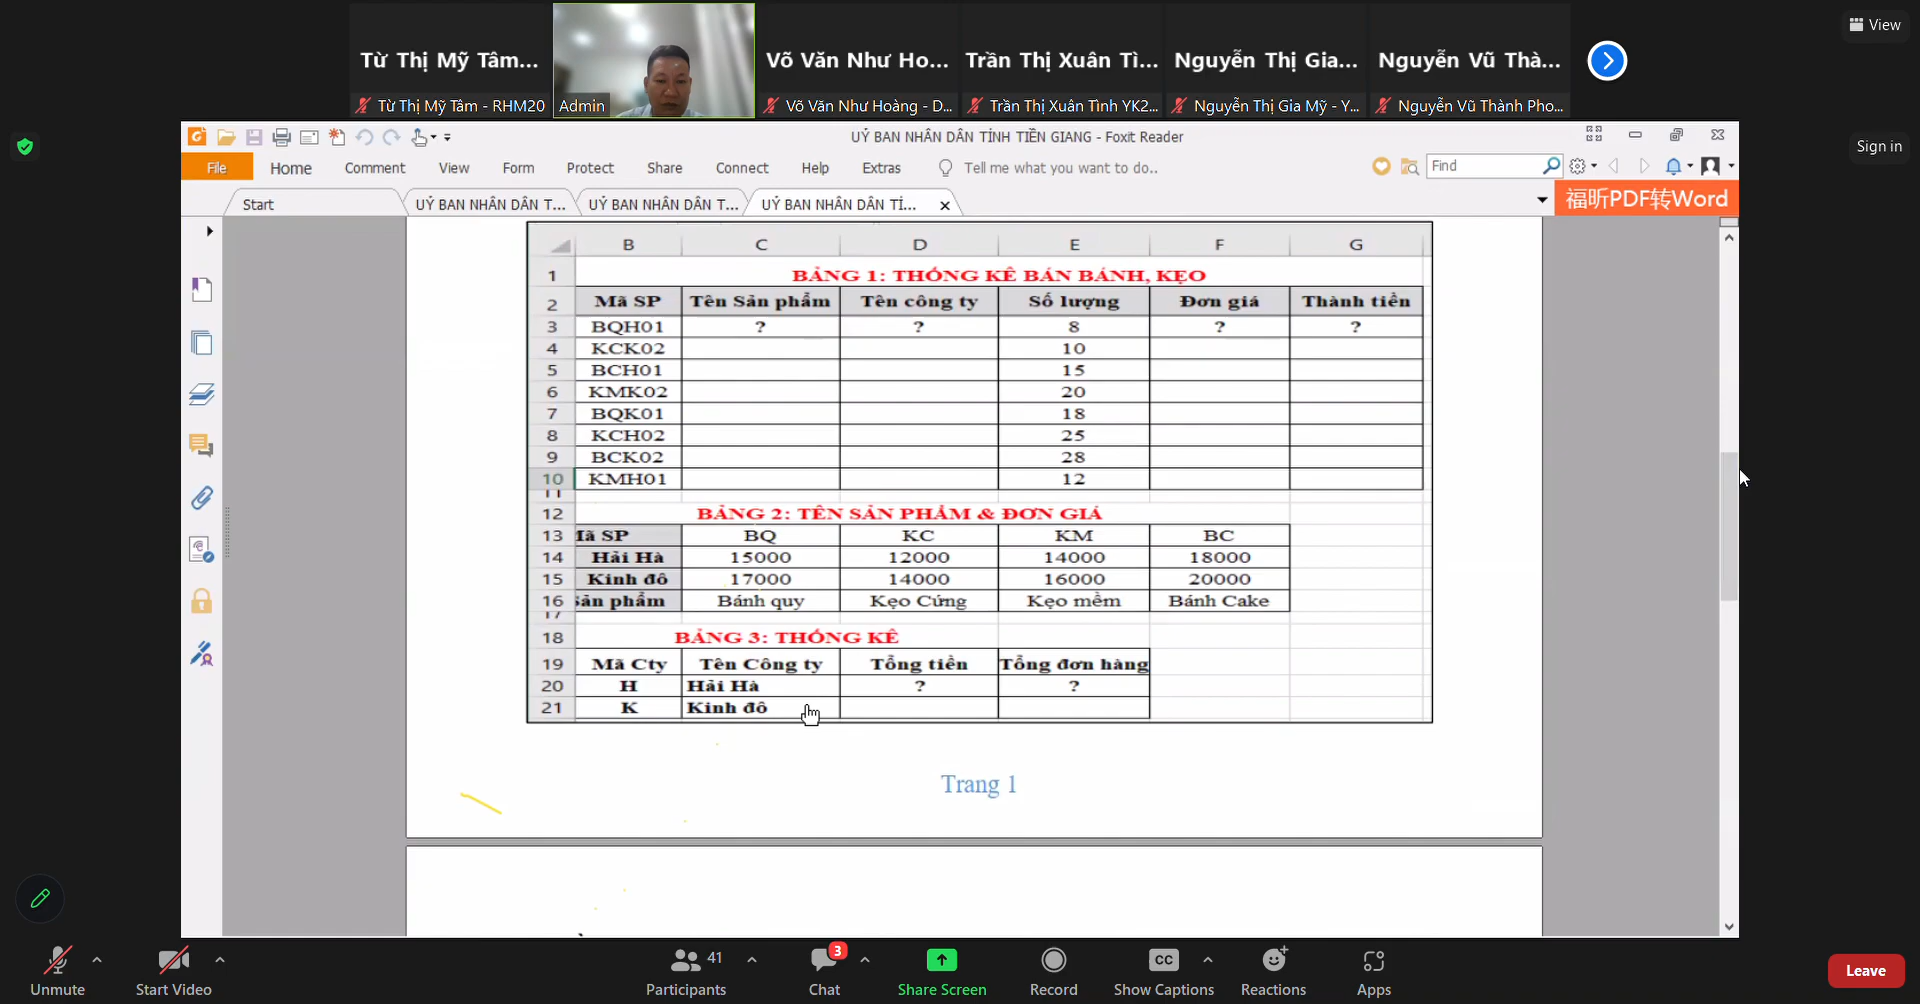 View
Từ Thị Mỹ Tâm...
Võ Văn Như Ho...
Trần Thị Xuân Tì...
Nguyễn Thị Gia...
Nguyễn Vũ Thà...
Từ Thị Mỹ Tâm - RHM20
Admin
Võ Văn Như Hoàng - D...
Trần Thị Xuân Tình YK2...
Nguyễn Thị Gia Mỹ - Y...
Nguyễn Vũ Thành Pho...
Sign in
UỶ BAN NHÂN DÂN TỈNH TIỀN GIANG - Foxit Reader
File Home Comment View Form Protect Share Connect Help Extras Tell me what you want to do.. Find
Start
UỶ BAN NHÂN DÂN T...
UỶ BAN NHÂN DÂN T...
UỶ BAN NHÂN DÂN TỈ...
福昕PDF转Word
B C D E F G
1 BẢNG 1: THỐNG KÊ BÁN BÁNH, KẸO
2 Mã SP Tên Sản phẩm Tên công ty Số lượng Đơn giá Thành tiền
3 BQH01 ? ? 8 ? ?
4 KCK02 10
5 BCH01 15
6 KMK02 20
7 BQK01 18
8 KCH02 25
9 BCK02 28
10 KMH01 12
11
12 BẢNG 2: TÊN SẢN PHẨM & ĐƠN GIÁ
13 Mã SP BQ KC KM BC
14 Hải Hà 15000 12000 14000 18000
15 Kinh đô 17000 14000 16000 20000
16 Sản phẩm Bánh quy Kẹo Cứng Kẹo mềm Bánh Cake
17
18 BẢNG 3: THỐNG KÊ
19 Mã Cty Tên Công ty Tổng tiền Tổng đơn hàng
20 H Hải Hà ? ?
21 K Kinh đô
Trang 1
41
3
CC
Unmute
Start Video
Participants
Chat
Share Screen
Record
Show Captions
Reactions
Apps
Leave